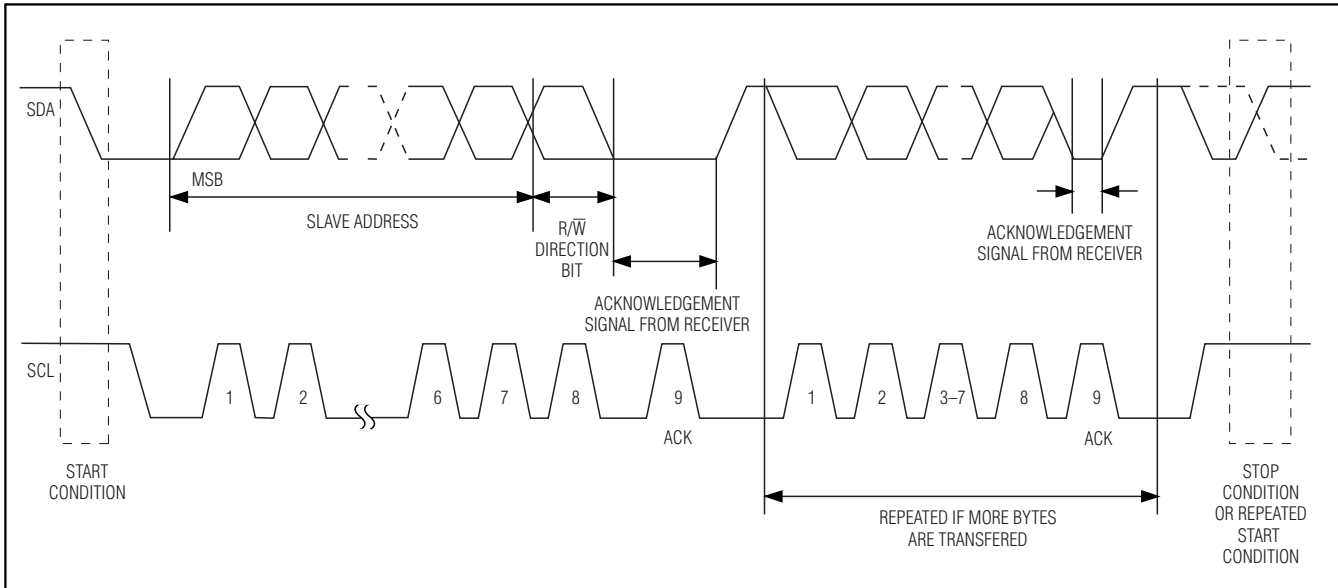 SDA
MSB
SLAVE ADDRESS
R/W̅
DIRECTION
BIT
ACKNOWLEDGEMENT
SIGNAL FROM RECEIVER
ACKNOWLEDGEMENT
SIGNAL FROM RECEIVER
SCL
1
2
6
7
8
9
1
2
3–7
8
9
ACK
ACK
START
CONDITION
REPEATED IF MORE BYTES
ARE TRANSFERED
STOP
CONDITION
OR REPEATED
START
CONDITION